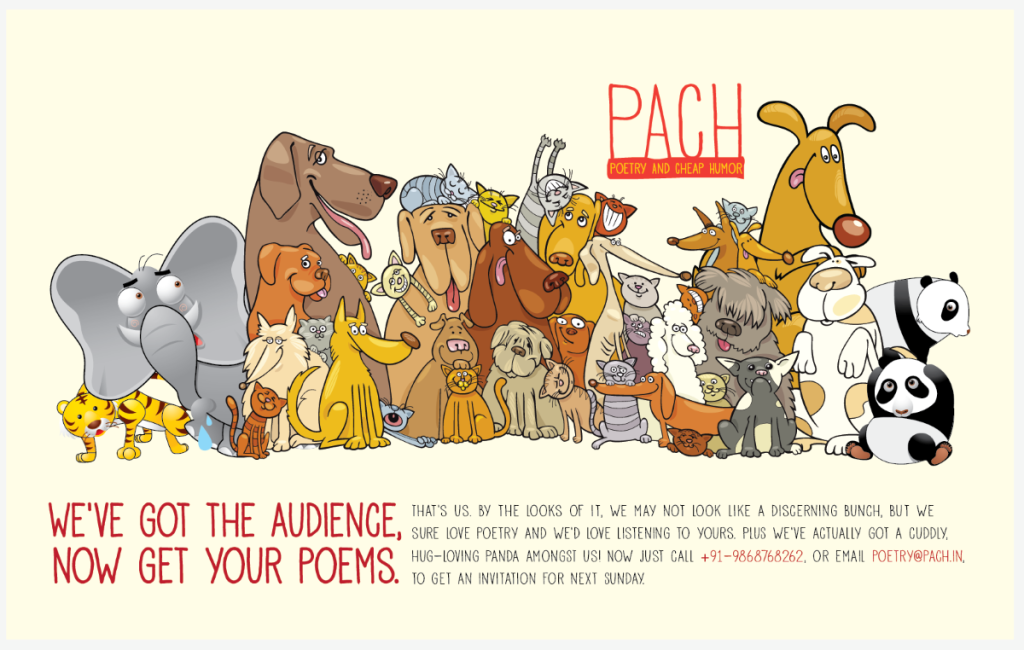 PACH
POETRY AND CHEAP HUMOR
WE'VE GOT THE AUDIENCE,
NOW GET YOUR POEMS.
THAT'S US. BY THE LOOKS OF IT, WE MAY NOT LOOK LIKE A DISCERNING BUNCH, BUT WE
SURE LOVE POETRY AND WE'D LOVE LISTENING TO YOURS. PLUS WE'VE ACTUALLY GOT A CUDDLY,
HUG-LOVING PANDA AMONGST US! NOW JUST CALL +91-9868768262, OR EMAIL POETRY@PACH.IN,
TO GET AN INVITATION FOR NEXT SUNDAY.